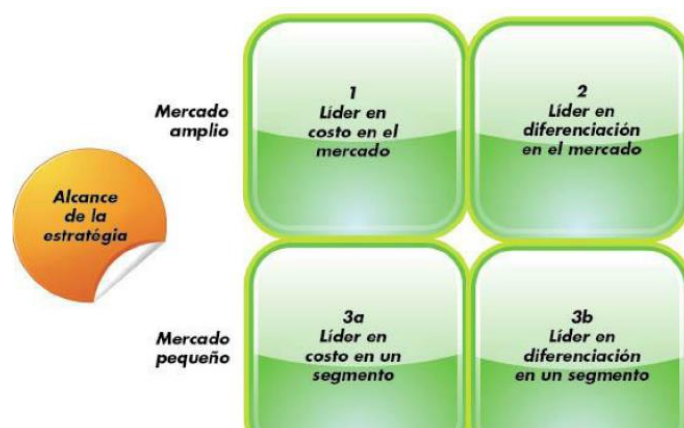 1
Líder en
costo en el
mercado
2
Líder en
diferenciación
en el mercado
Mercado
amplio
Alcance
de la
estratégia
Mercado
pequeño
3a
Líder en
costo en un
segmento
3b
Líder en
diferenciación
en un segmento